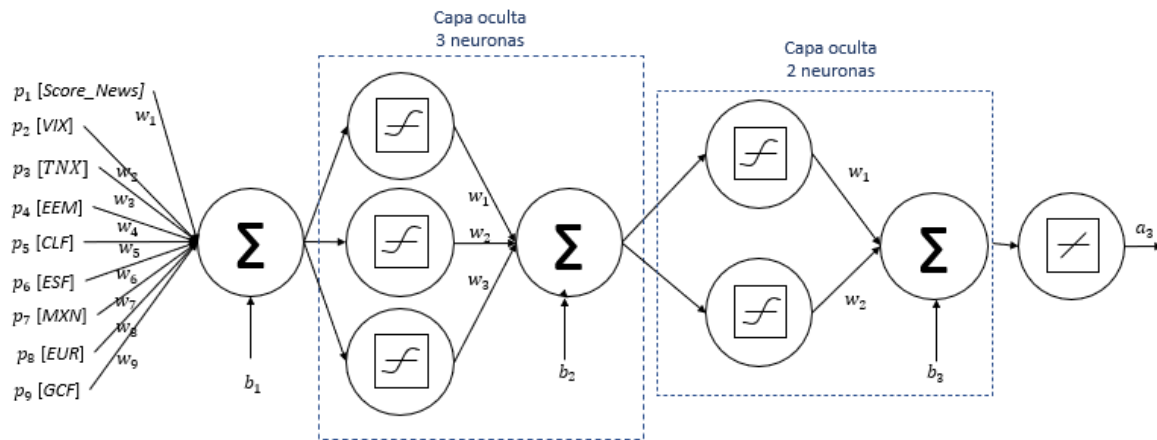 Capa oculta
3 neuronas
Capa oculta
2 neuronas
p₁ [Score_News]
p₂ [VIX]
p₃ [TNX]
p₄ [EEM]
p₅ [CLF]
p₆ [ESF]
p₇ [MXN]
p₈ [EUR]
p₉ [GCF]
w₁
w₂
w₃
w₄
w₅
w₆
w₇
w₈
w₉
Σ
b₁
w₁
w₂
w₃
Σ
b₂
w₁
w₂
Σ
b₃
a₃